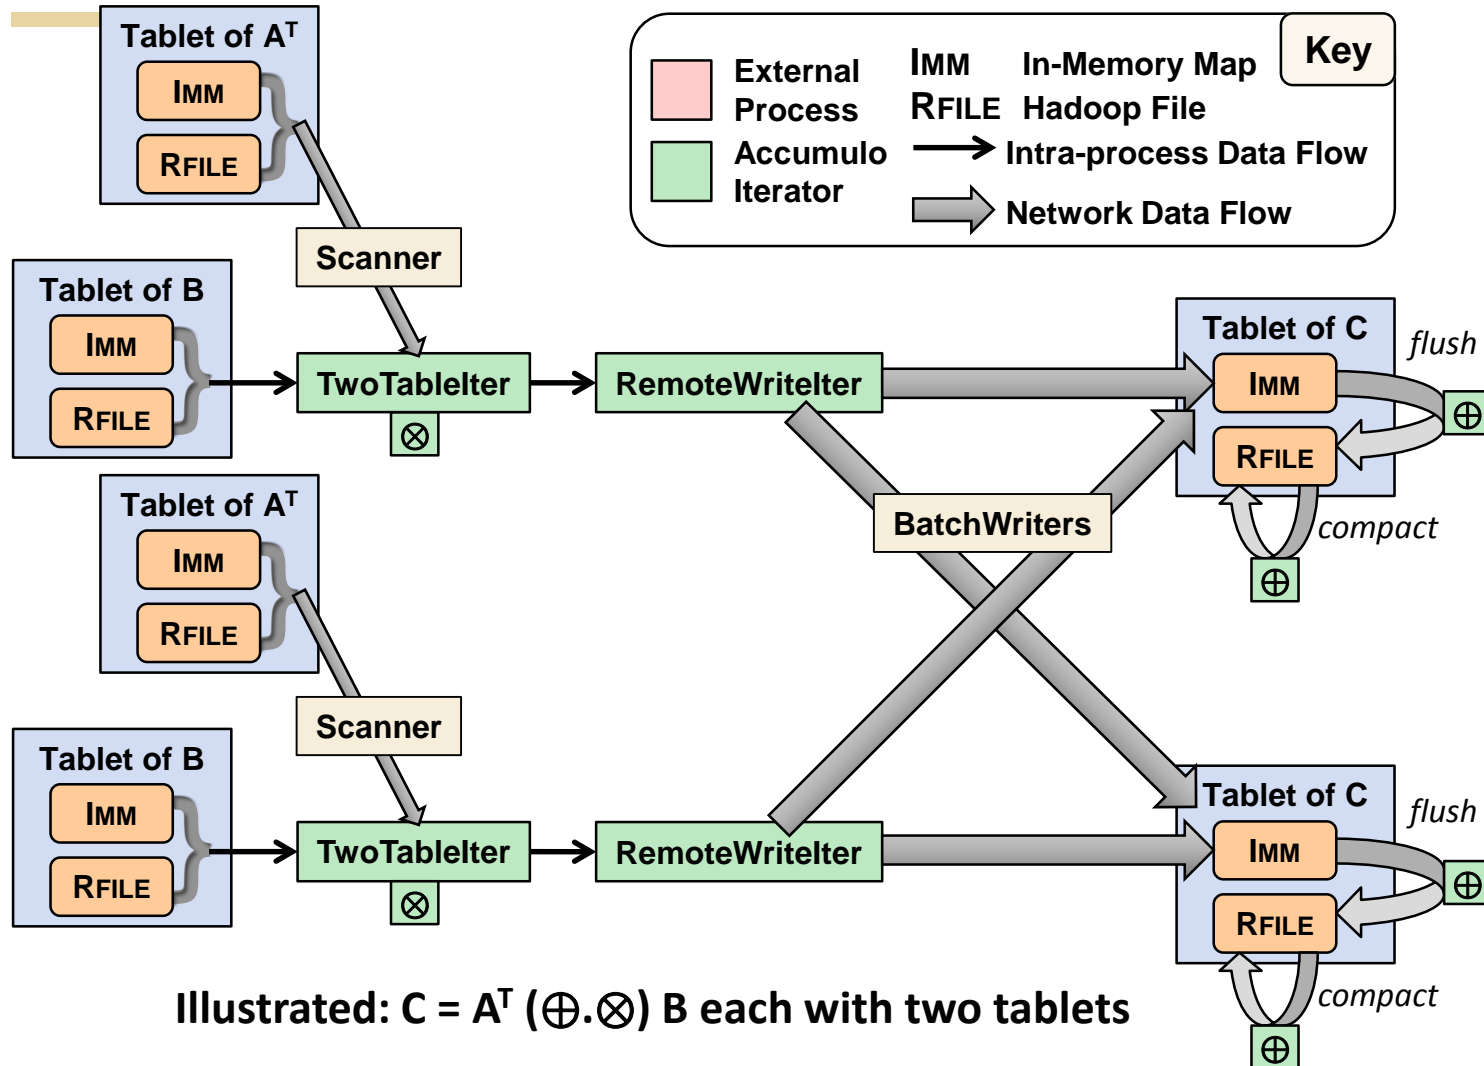 Tablet of Aᵀ
IMM
RFILE
Key
External Process
IMM In-Memory Map
RFILE Hadoop File
Accumulo Iterator
Intra-process Data Flow
Network Data Flow
Scanner
Tablet of B
IMM
RFILE
TwoTableIter
⊗
RemoteWriteIter
Tablet of C
IMM
RFILE
flush
⊕
compact
⊕
BatchWriters
Tablet of Aᵀ
IMM
RFILE
Scanner
Tablet of B
IMM
RFILE
TwoTableIter
⊗
RemoteWriteIter
Tablet of C
IMM
RFILE
flush
⊕
compact
⊕
Illustrated: C = Aᵀ (⊕.⊗) B each with two tablets